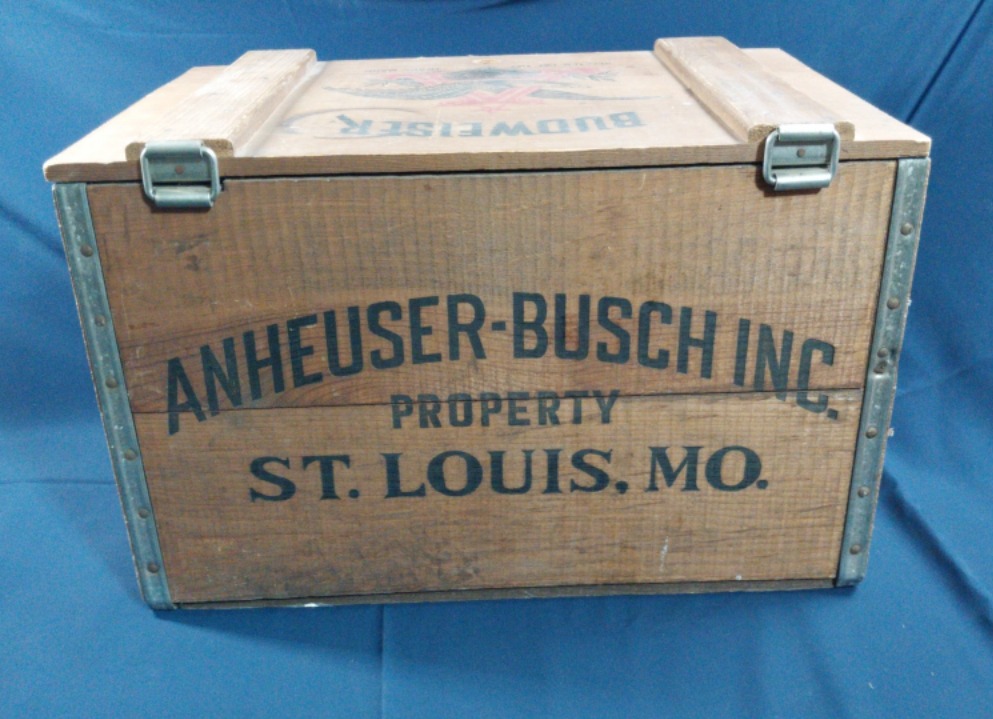 BUDWEISER
ANHEUSER-BUSCH INC.
PROPERTY
ST. LOUIS, MO.